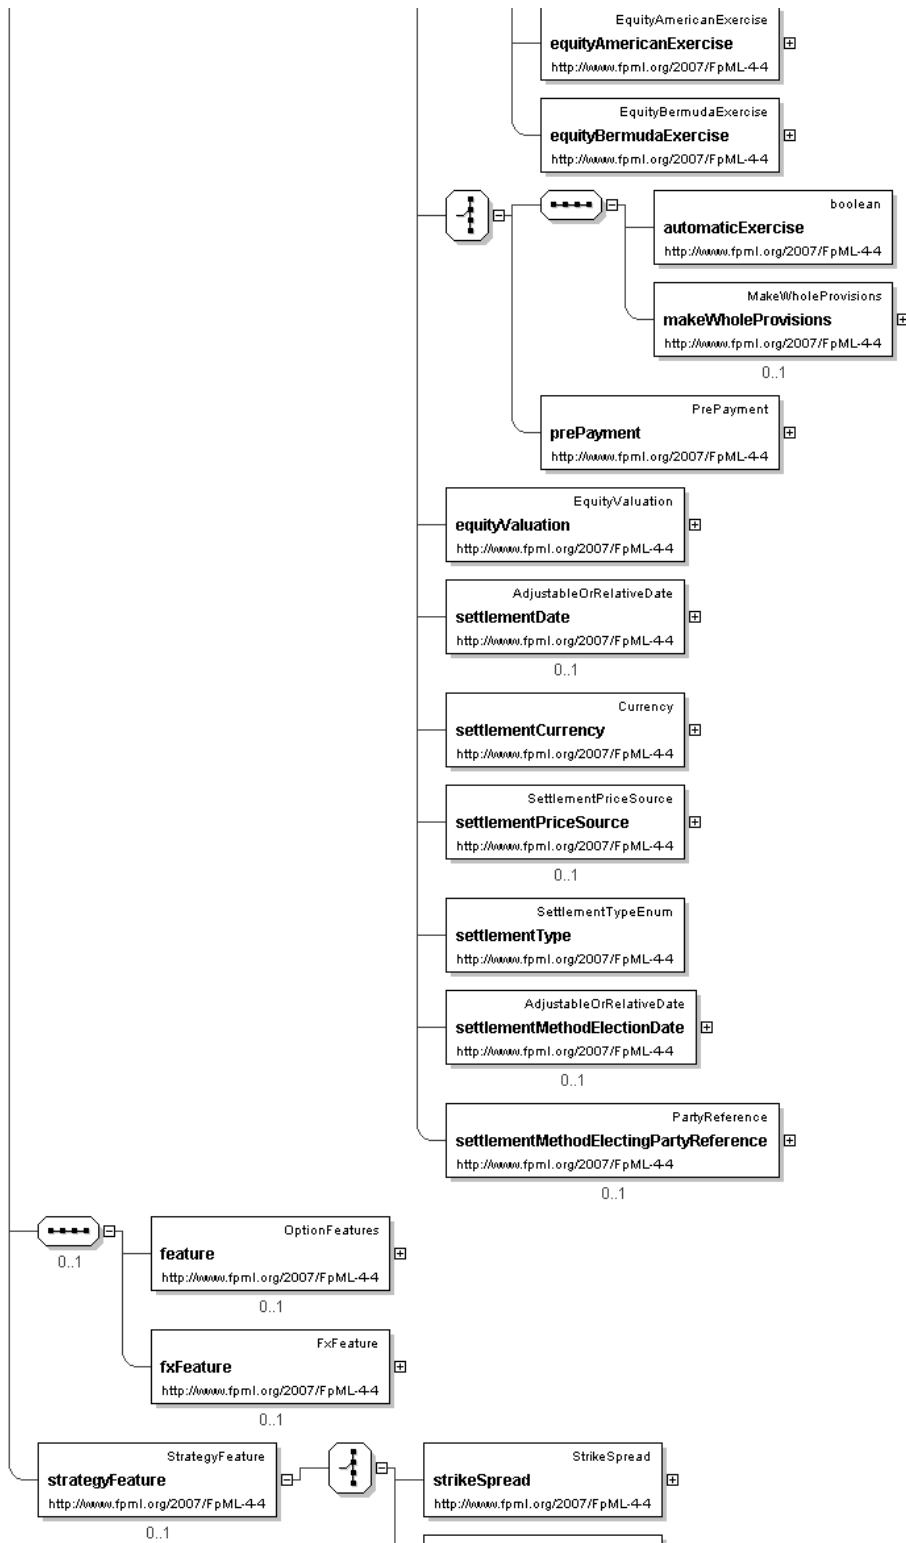 EquityAmericanExercise
equityAmericanExercise
http://www.fpml.org/2007/FpML-4-4
EquityBermudaExercise
equityBermudaExercise
http://www.fpml.org/2007/FpML-4-4
boolean
automaticExercise
http://www.fpml.org/2007/FpML-4-4
MakeWholeProvisions
makeWholeProvisions
http://www.fpml.org/2007/FpML-4-4
0..1
PrePayment
prePayment
http://www.fpml.org/2007/FpML-4-4
EquityValuation
equityValuation
http://www.fpml.org/2007/FpML-4-4
AdjustableOrRelativeDate
settlementDate
http://www.fpml.org/2007/FpML-4-4
0..1
Currency
settlementCurrency
http://www.fpml.org/2007/FpML-4-4
SettlementPriceSource
settlementPriceSource
http://www.fpml.org/2007/FpML-4-4
0..1
SettlementTypeEnum
settlementType
http://www.fpml.org/2007/FpML-4-4
AdjustableOrRelativeDate
settlementMethodElectionDate
http://www.fpml.org/2007/FpML-4-4
0..1
PartyReference
settlementMethodElectingPartyReference
http://www.fpml.org/2007/FpML-4-4
0..1
0..1
OptionFeatures
feature
http://www.fpml.org/2007/FpML-4-4
0..1
FxFeature
fxFeature
http://www.fpml.org/2007/FpML-4-4
0..1
StrategyFeature
strategyFeature
http://www.fpml.org/2007/FpML-4-4
0..1
StrikeSpread
strikeSpread
http://www.fpml.org/2007/FpML-4-4